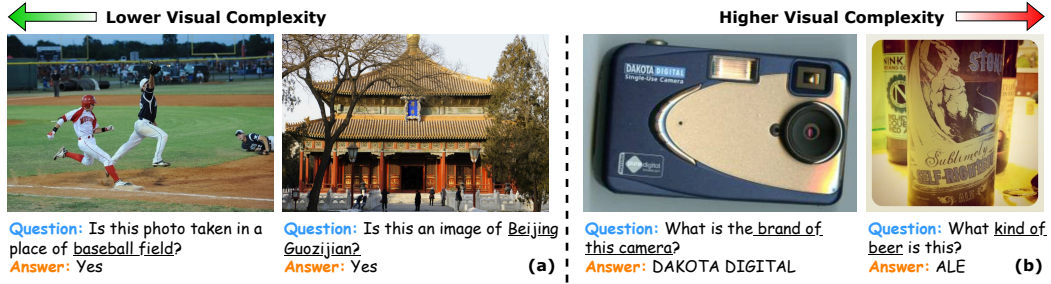 Lower Visual Complexity
Higher Visual Complexity
DAKOTA DIGITAL
Single-Use Camera
puredigital
STONE
Sublimely
SELF-RIGHTEOUS
Question: Is this photo taken in a
place of baseball field?
Answer: Yes
Question: Is this an image of Beijing
Guozijian?
Answer: Yes
(a)
Question: What is the brand of
this camera?
Answer: DAKOTA DIGITAL
Question: What kind of
beer is this?
Answer: ALE
(b)